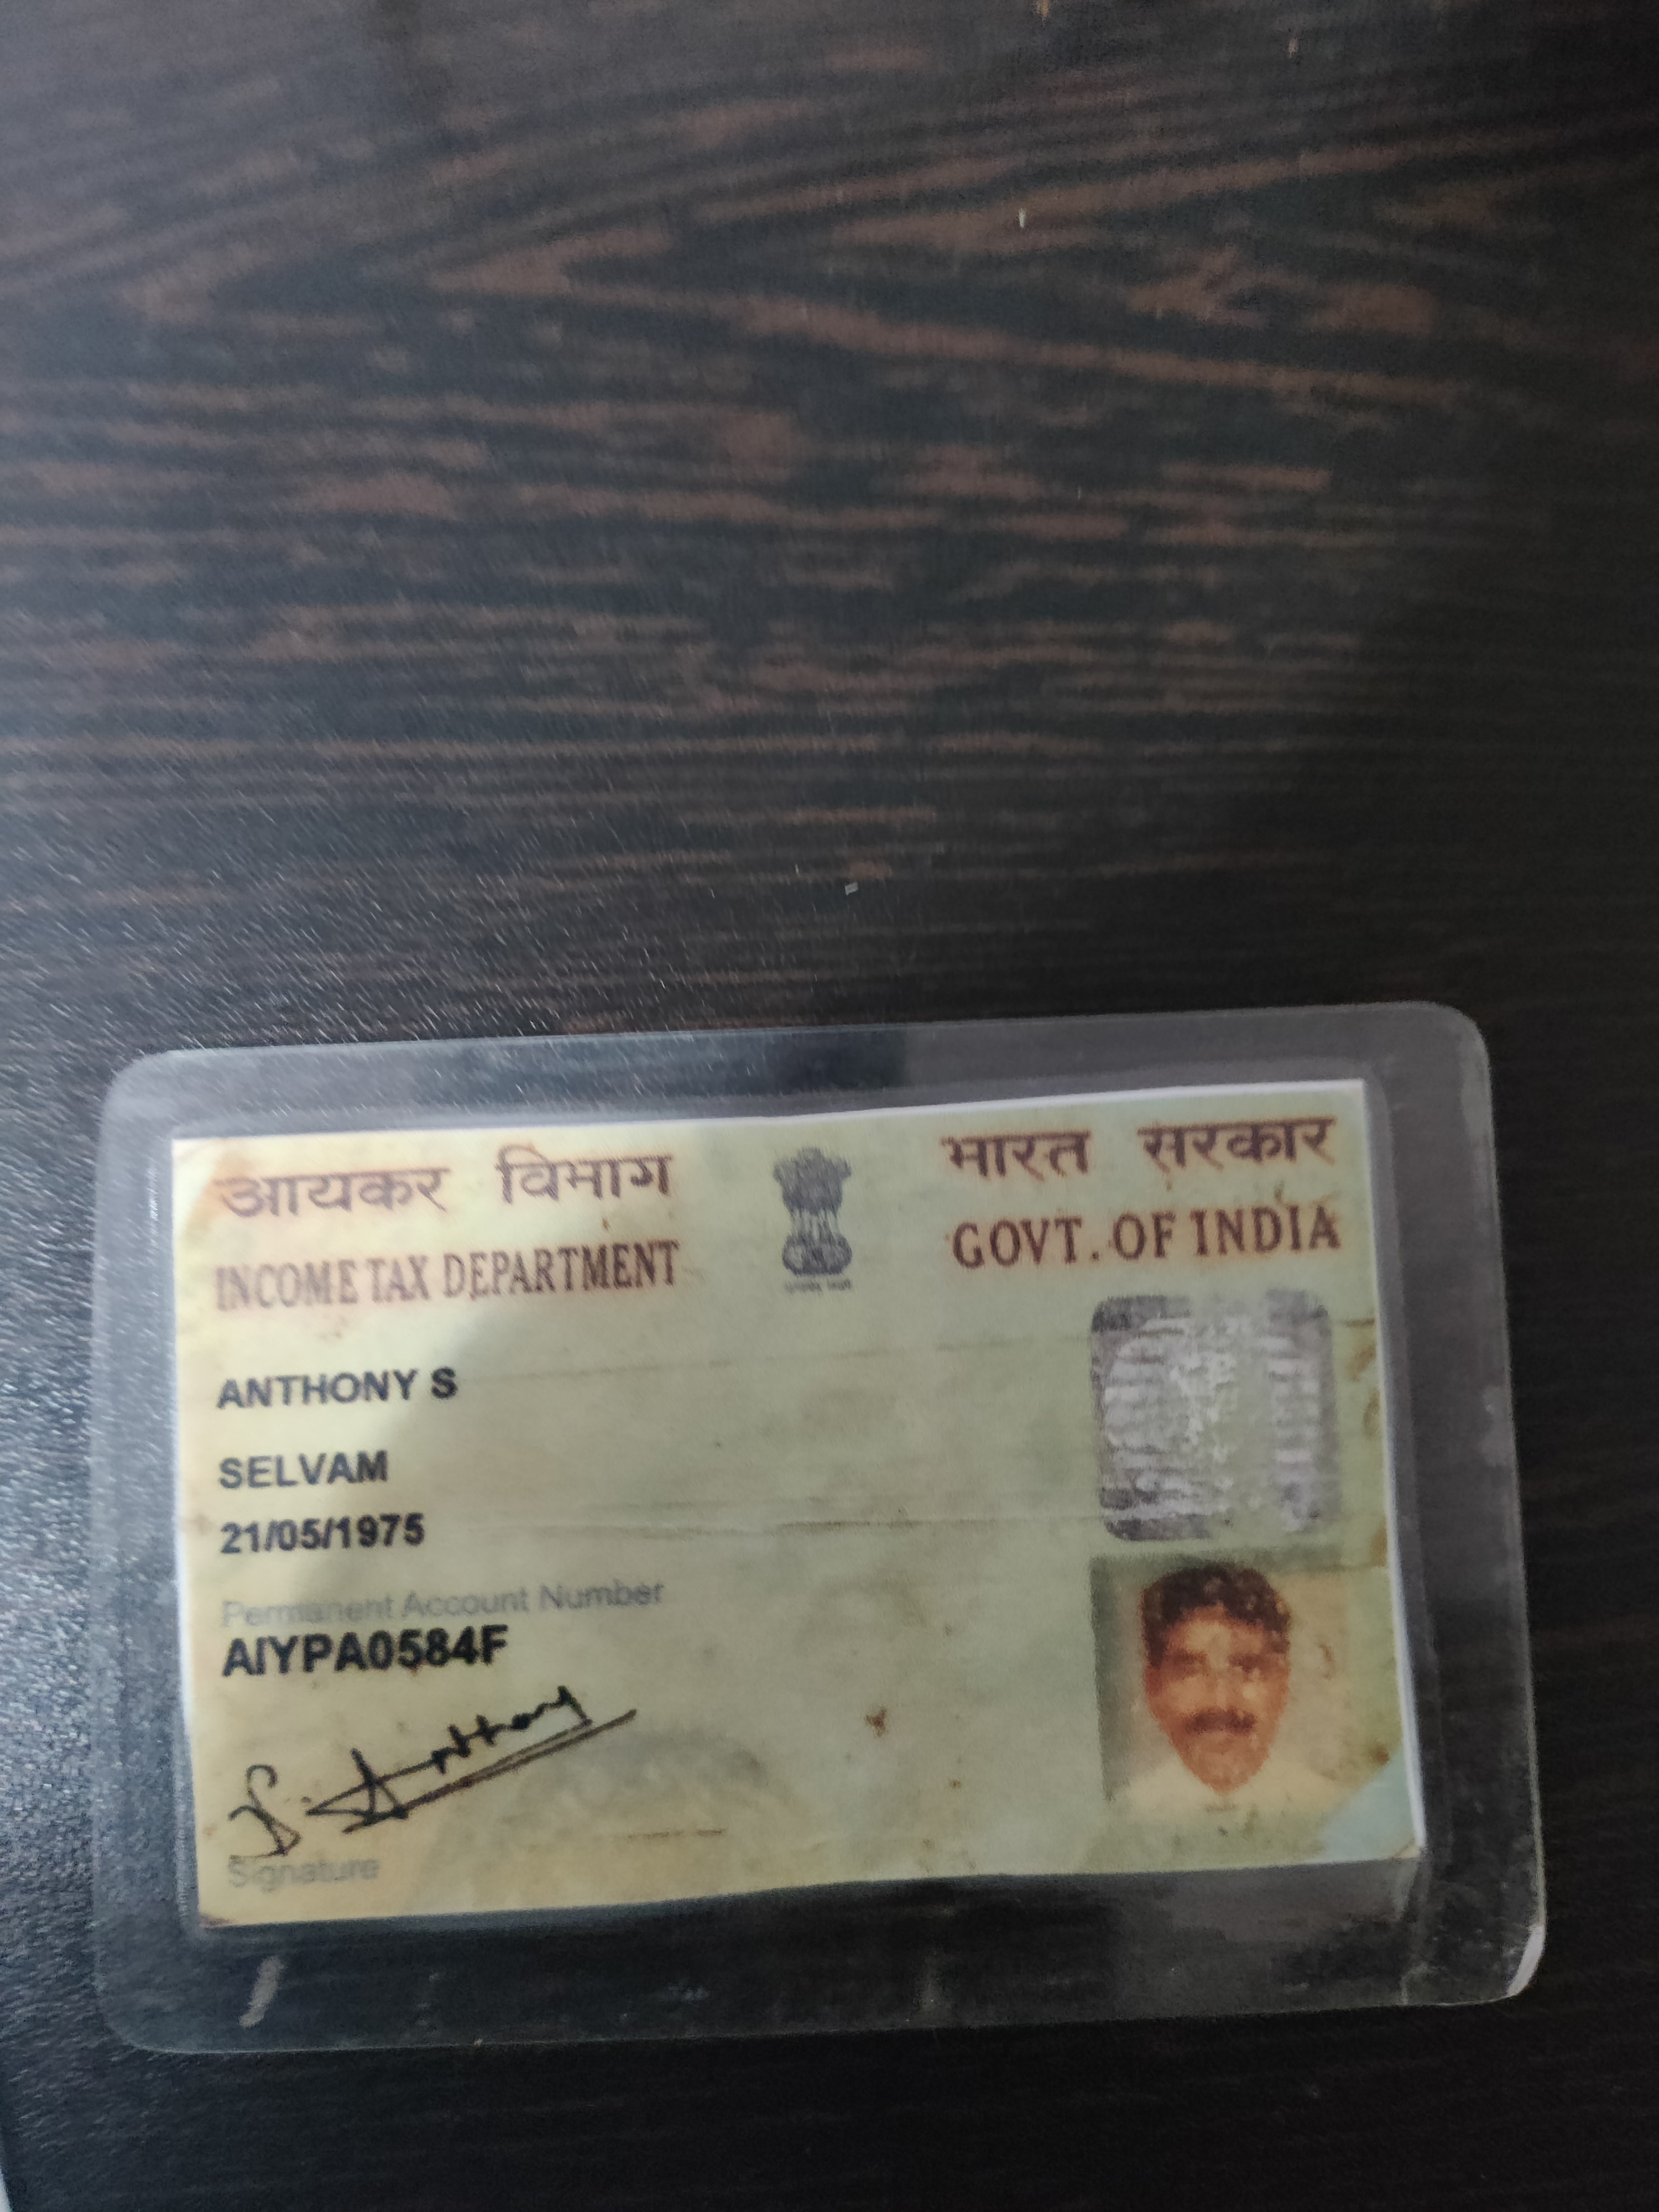 आयकर विभाग
INCOME TAX DEPARTMENT
भारत सरकार
GOVT. OF INDIA
ANTHONY S
SELVAM
21/05/1975
Permanent Account Number
AIYPA0584F
S. Anthony
Signature